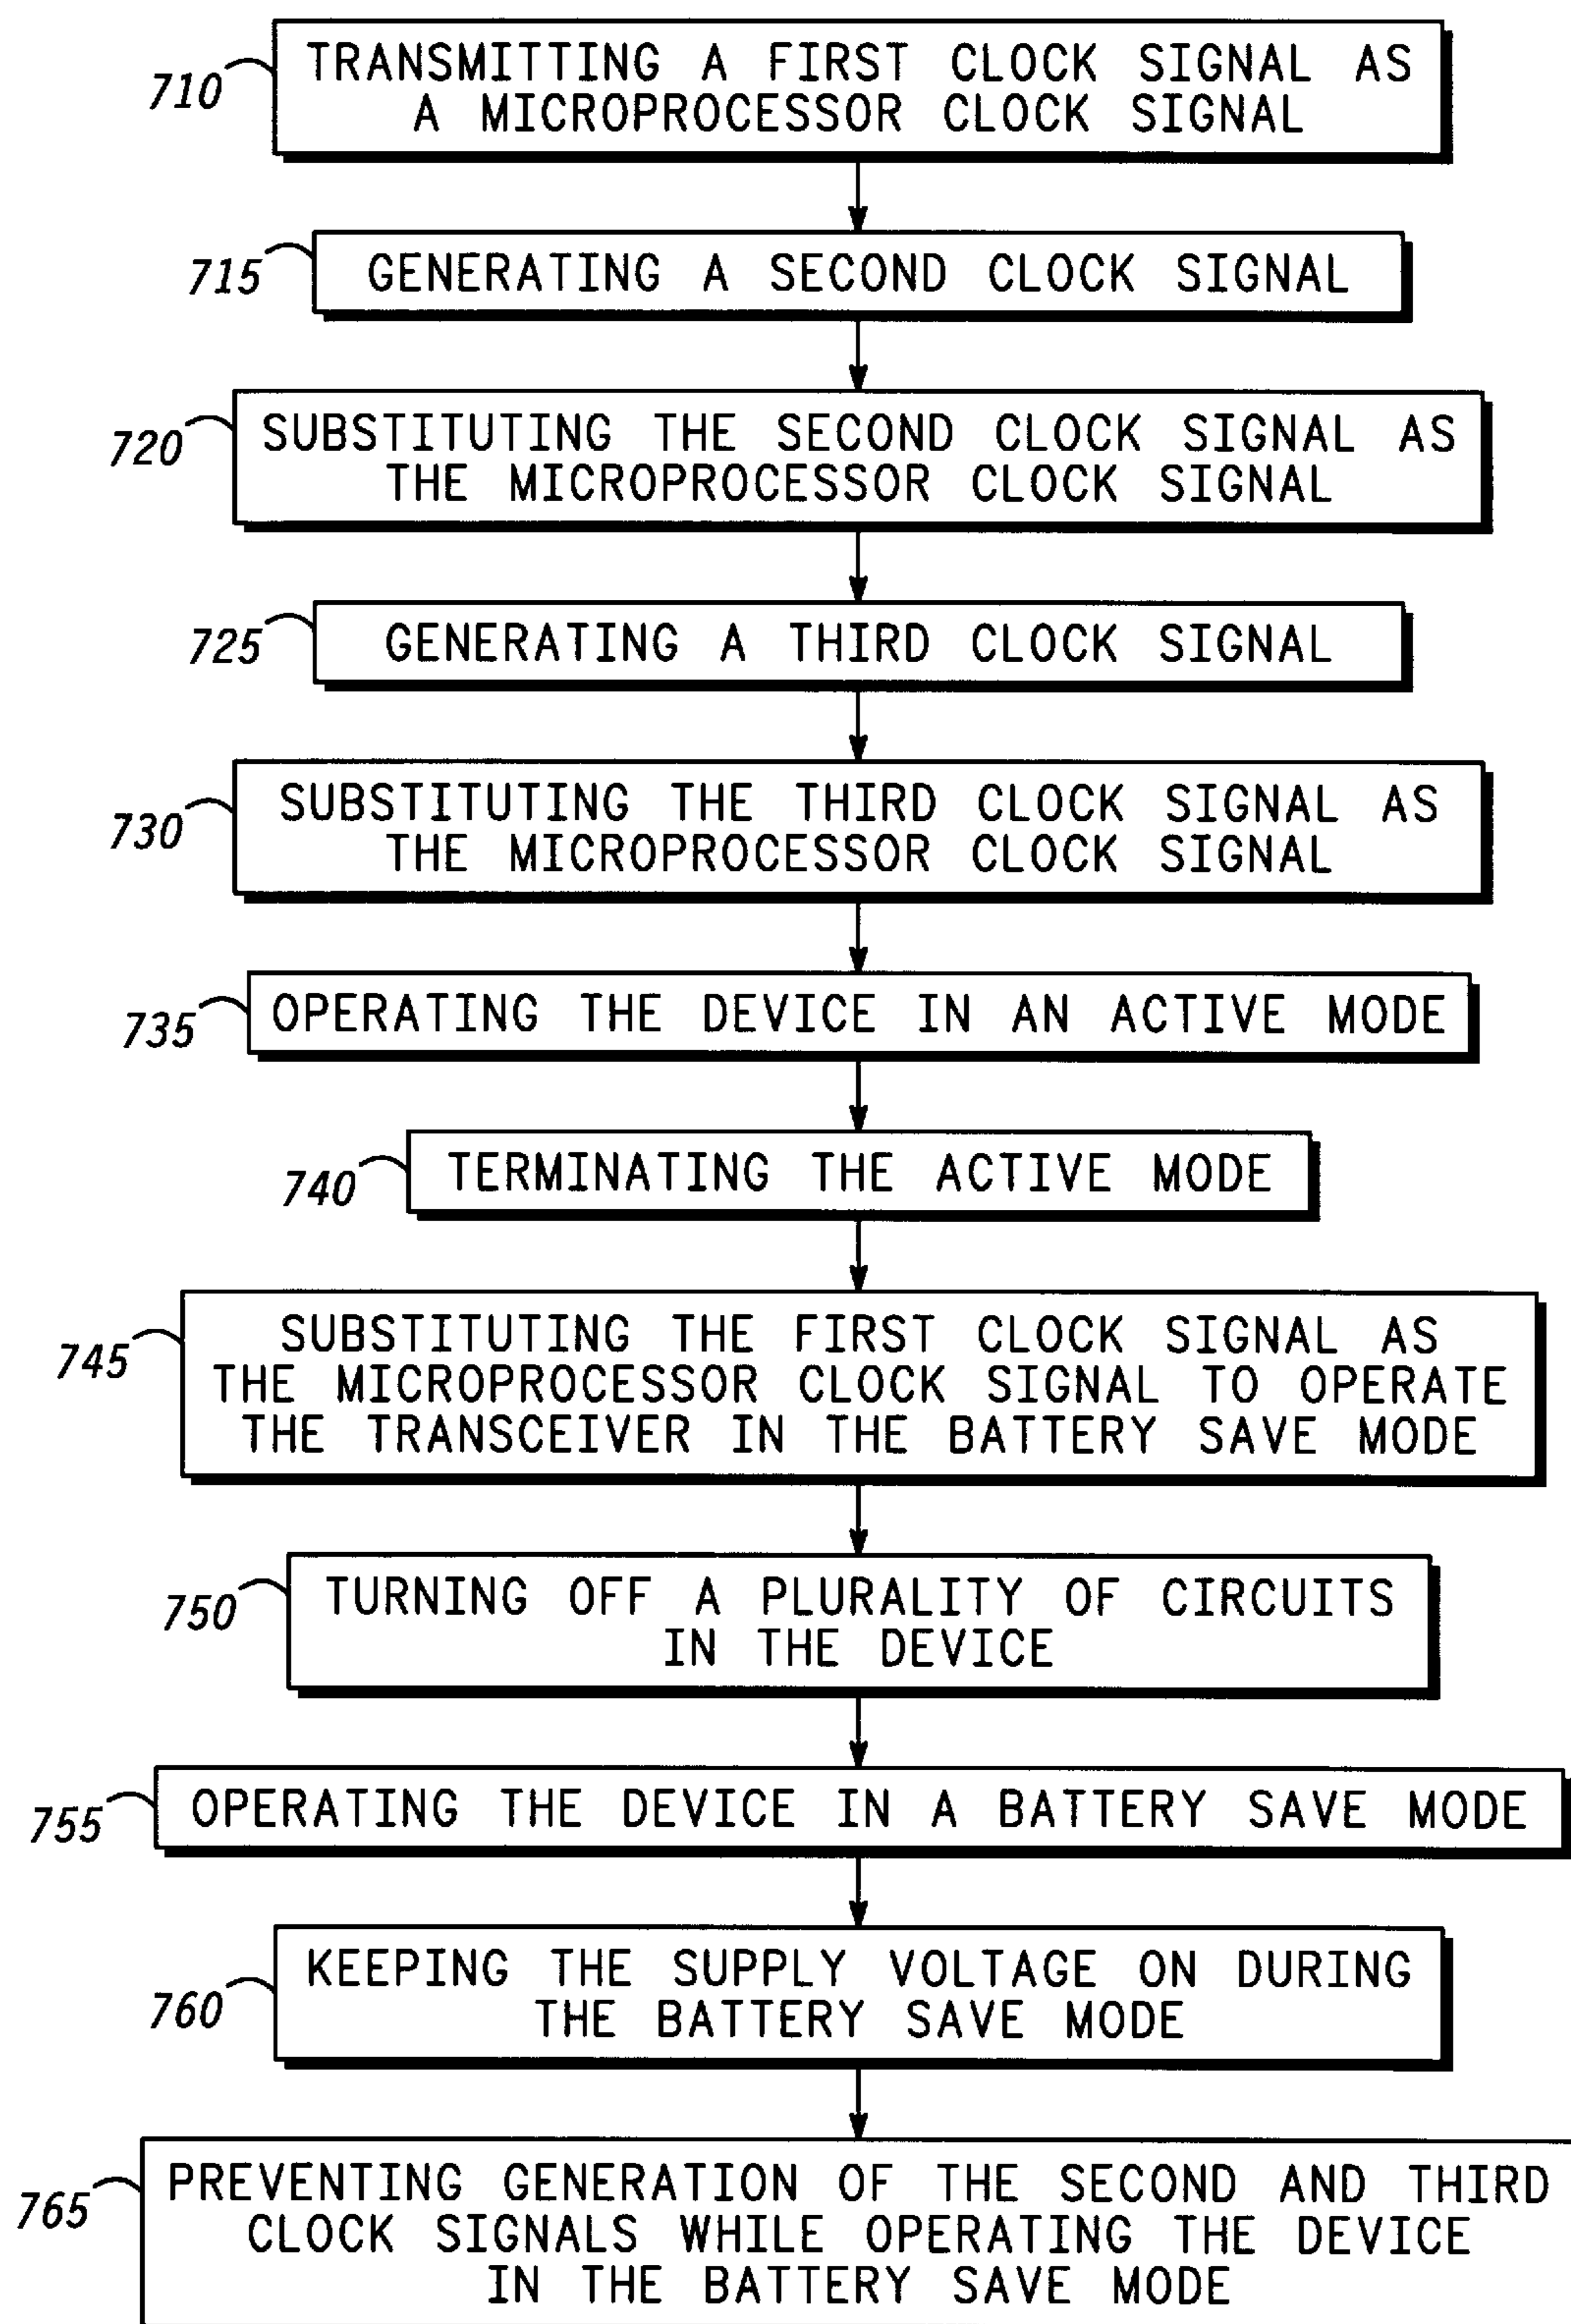 710
TRANSMITTING A FIRST CLOCK SIGNAL AS
A MICROPROCESSOR CLOCK SIGNAL
715
GENERATING A SECOND CLOCK SIGNAL
720
SUBSTITUTING THE SECOND CLOCK SIGNAL AS
THE MICROPROCESSOR CLOCK SIGNAL
725
GENERATING A THIRD CLOCK SIGNAL
730
SUBSTITUTING THE THIRD CLOCK SIGNAL AS
THE MICROPROCESSOR CLOCK SIGNAL
735
OPERATING THE DEVICE IN AN ACTIVE MODE
740
TERMINATING THE ACTIVE MODE
745
SUBSTITUTING THE FIRST CLOCK SIGNAL AS
THE MICROPROCESSOR CLOCK SIGNAL TO OPERATE
THE TRANSCEIVER IN THE BATTERY SAVE MODE
750
TURNING OFF A PLURALITY OF CIRCUITS
IN THE DEVICE
755
OPERATING THE DEVICE IN A BATTERY SAVE MODE
760
KEEPING THE SUPPLY VOLTAGE ON DURING
THE BATTERY SAVE MODE
765
PREVENTING GENERATION OF THE SECOND AND THIRD
CLOCK SIGNALS WHILE OPERATING THE DEVICE
IN THE BATTERY SAVE MODE